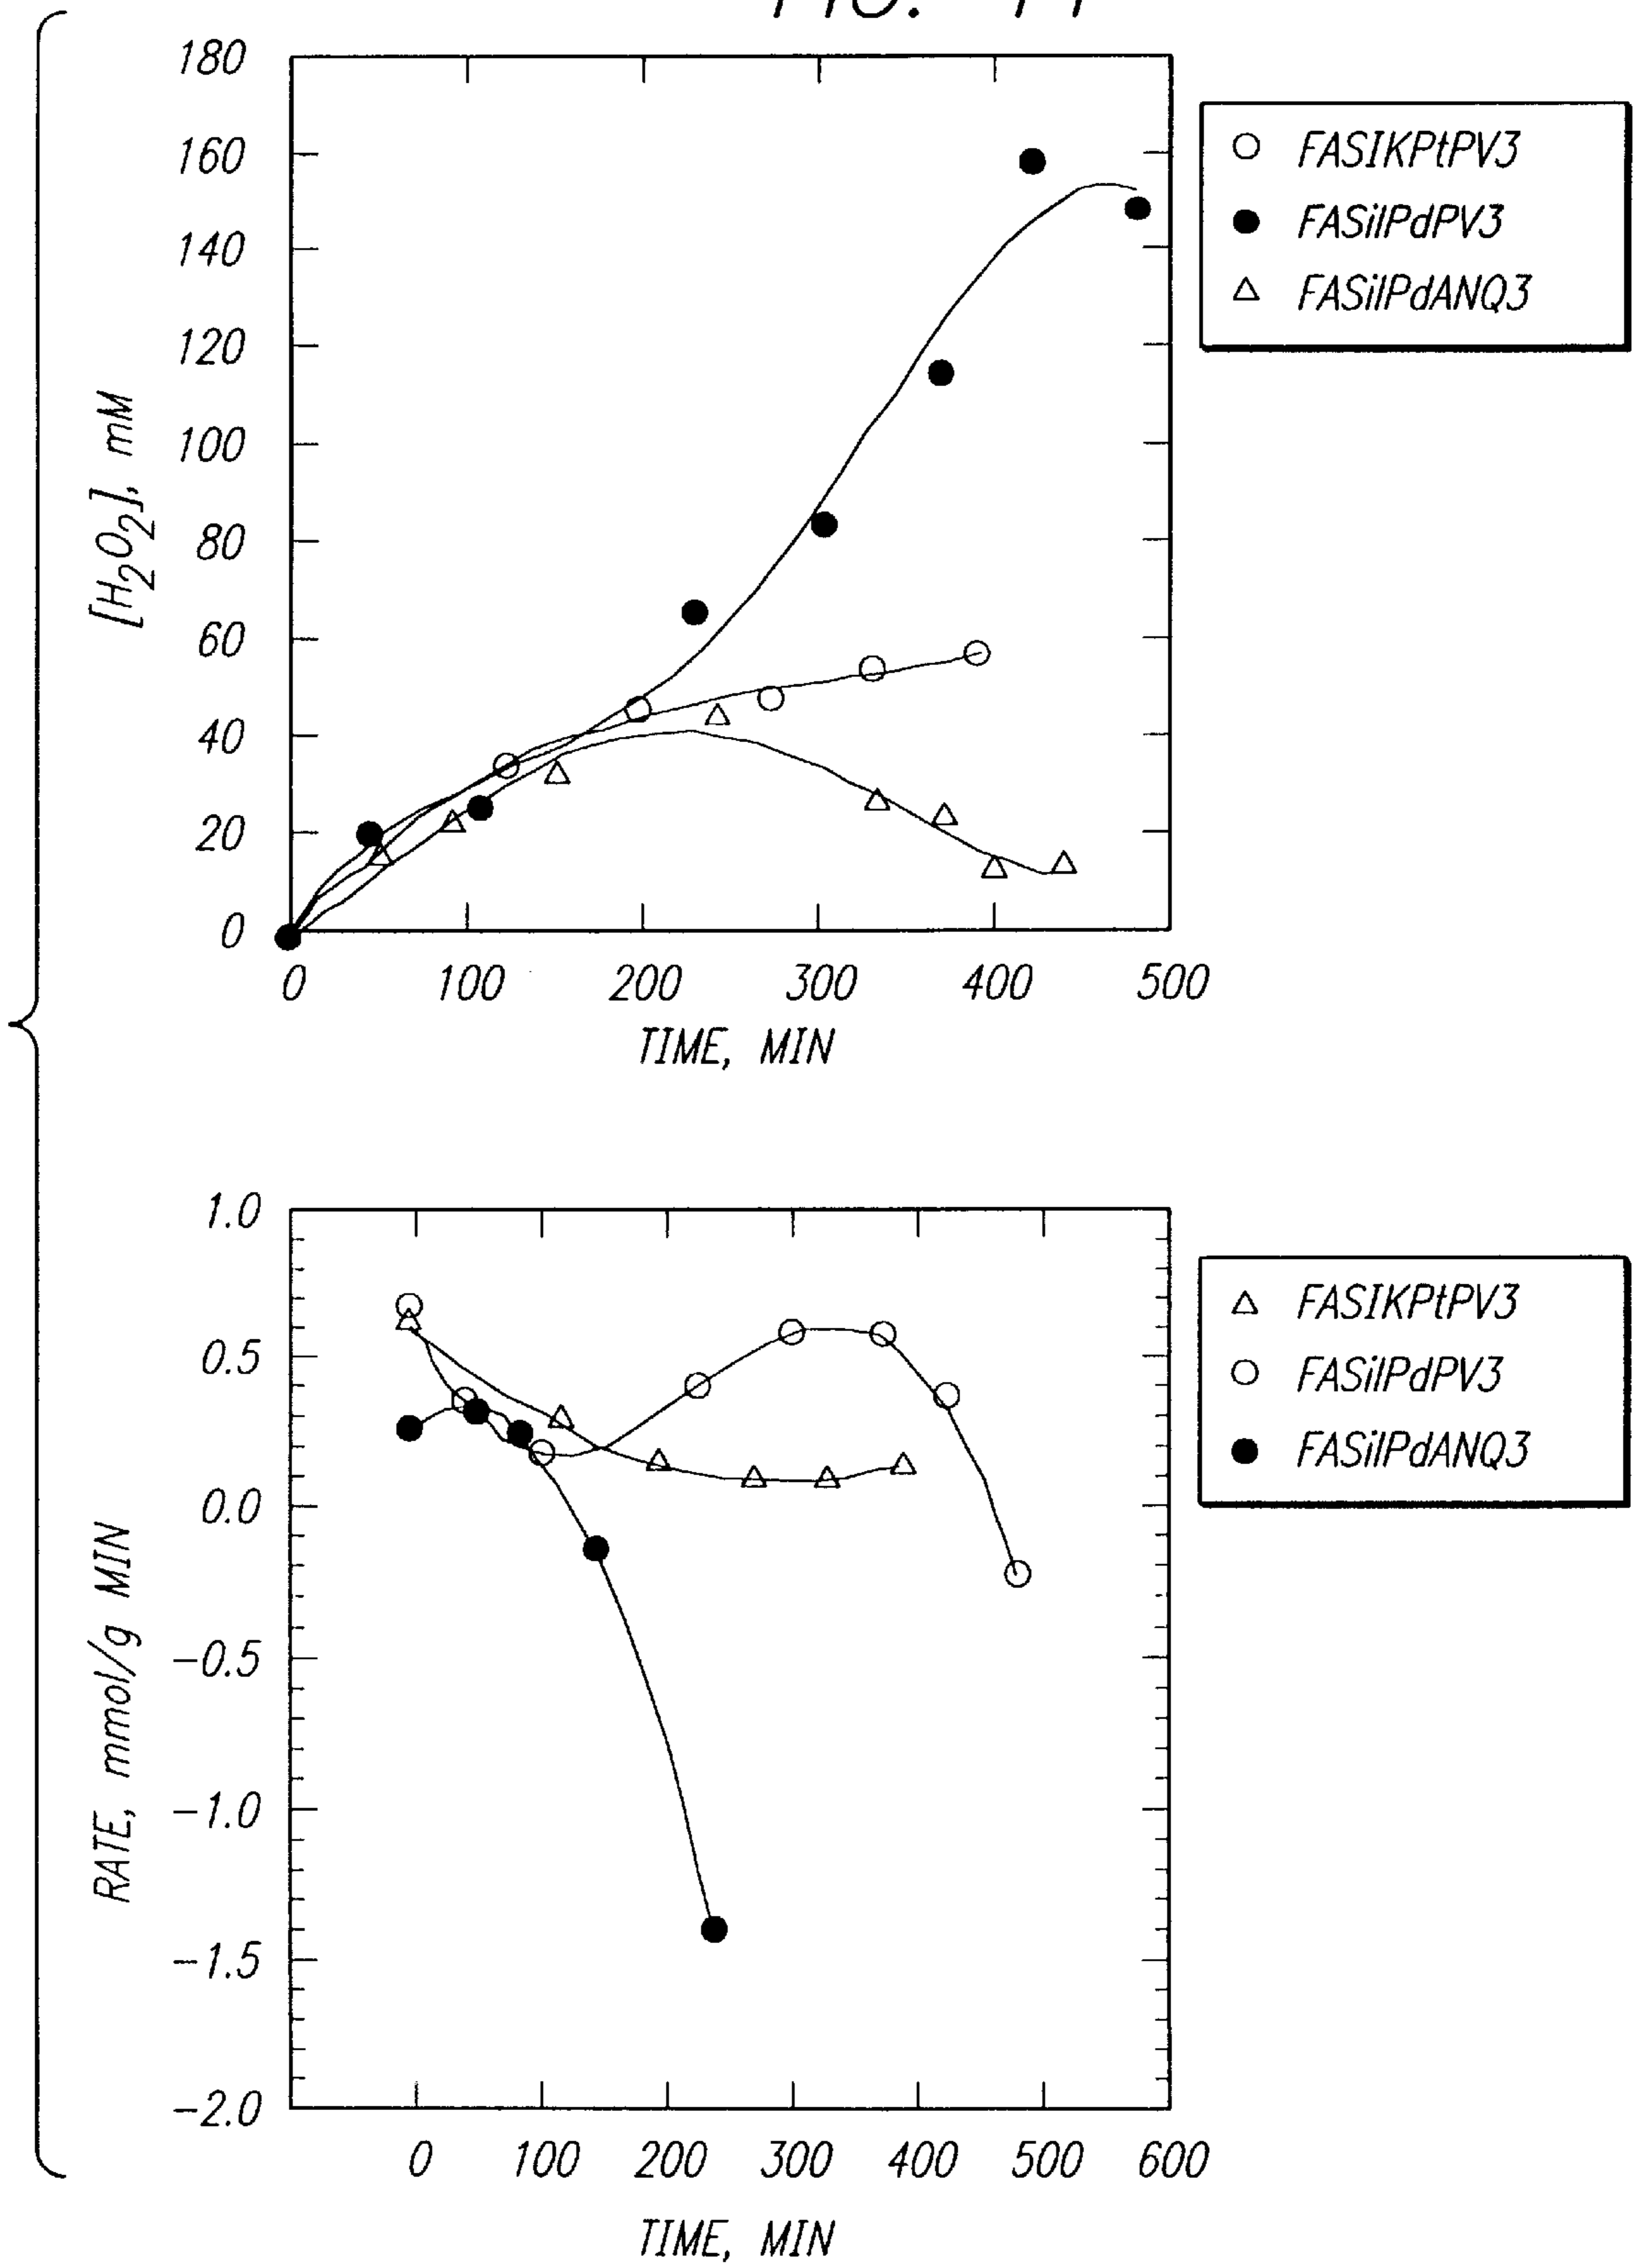 180
160
140
120
100
80
60
40
20
0
[H2O2], mM
0 100 200 300 400 500
TIME, MIN
FASIKPtPV3
FASilPdPV3
FASilPdANQ3
1.0
0.5
0.0
-0.5
-1.0
-1.5
-2.0
RATE, mmol/g MIN
0 100 200 300 400 500 600
TIME, MIN
FASIKPtPV3
FASilPdPV3
FASilPdANQ3